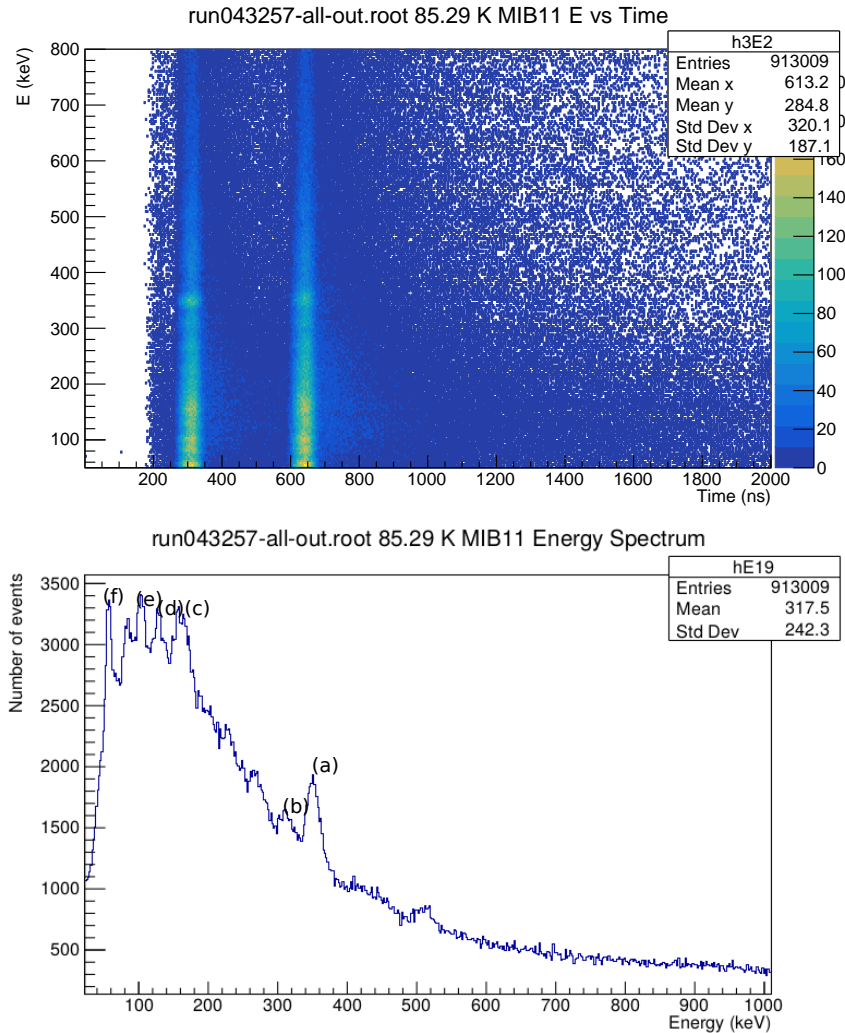 run043257-all-out.root 85.29 K MIB11 E vs Time
E (keV)
800
700
600
500
400
300
200
100
h3E2
Entries 913009
Mean x 613.2
Mean y 284.8
Std Dev x 320.1
Std Dev y 187.1
160
140
120
100
80
60
40
20
0
200 400 600 800 1000 1200 1400 1600 1800 2000
Time (ns)
run043257-all-out.root 85.29 K MIB11 Energy Spectrum
Number of events
3500
3000
2500
2000
1500
1000
500
hE19
Entries 913009
Mean 317.5
Std Dev 242.3
(f) (e) (d) (c)
(a)
(b)
100 200 300 400 500 600 700 800 900 1000
Energy (keV)